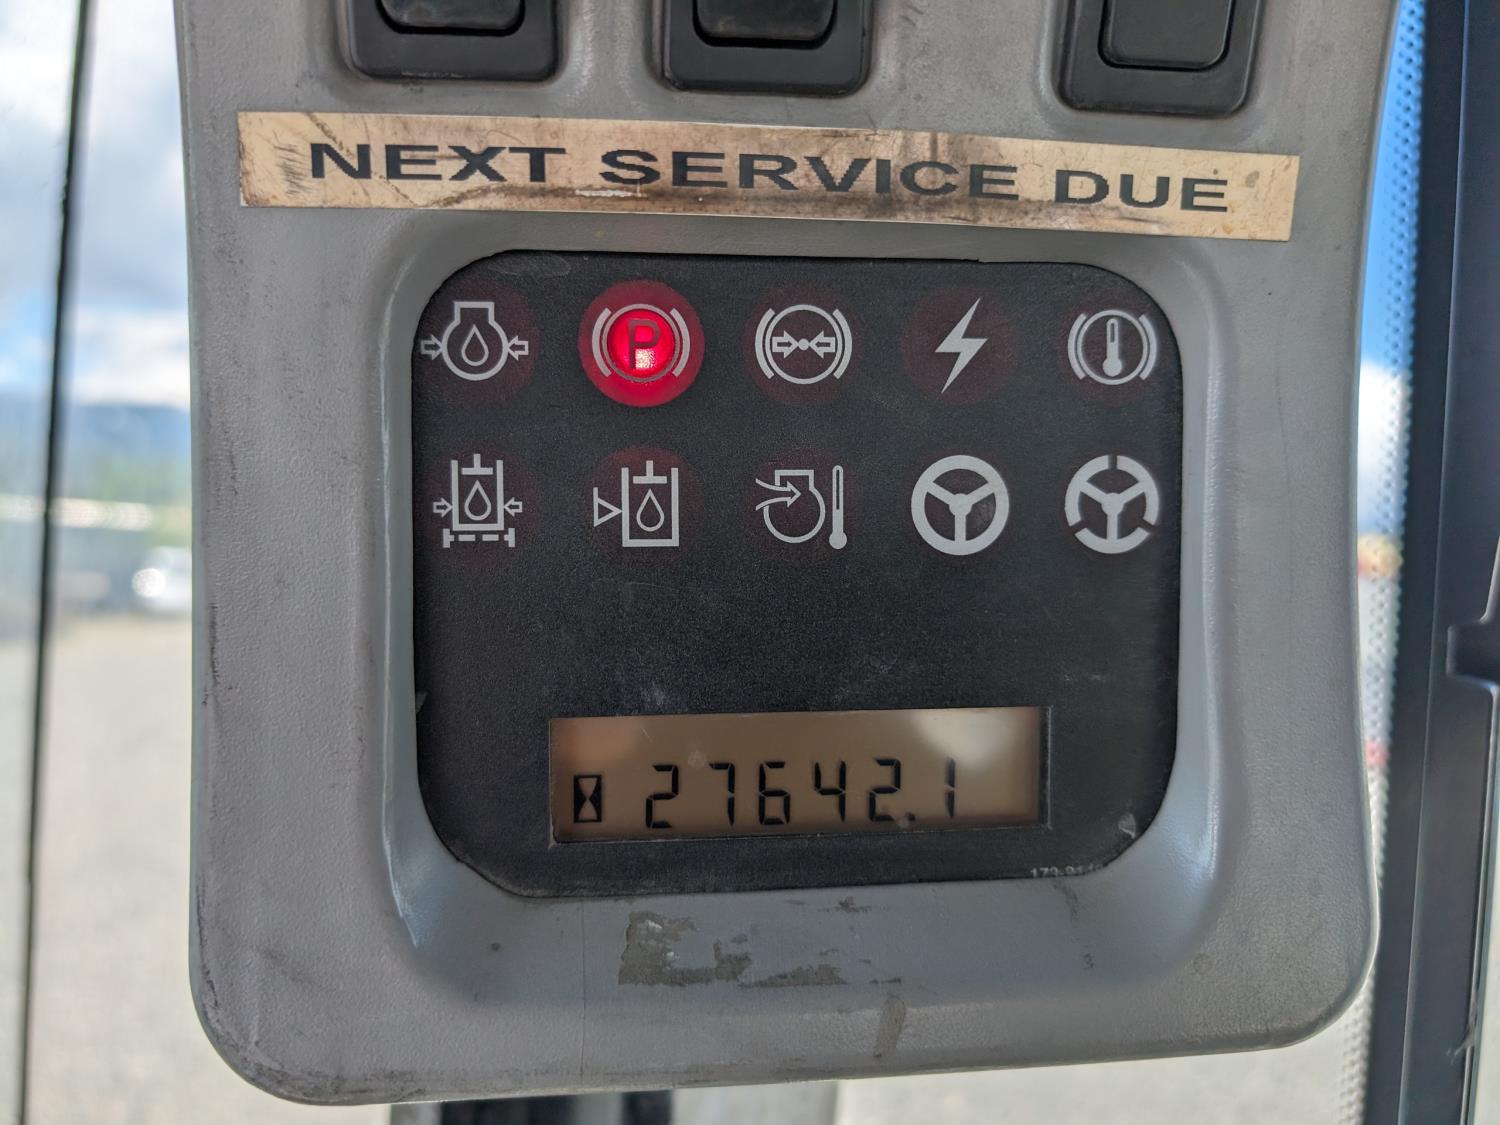 NEXT SERVICE DUE
P
27642.1